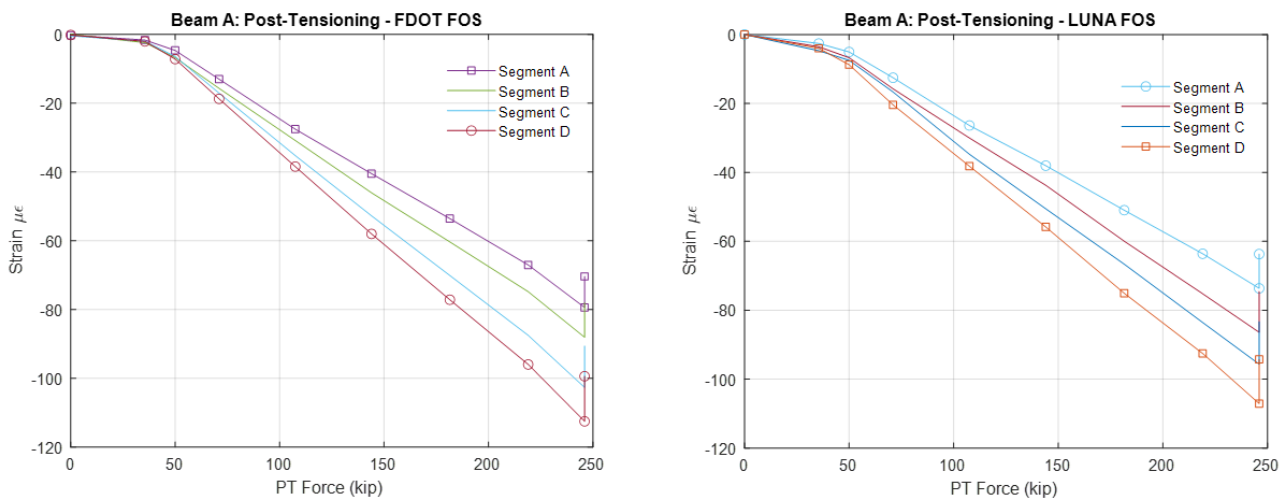 Beam A: Post-Tensioning - FDOT FOS
0
-20
-40
-60
-80
-100
-120
Strain με
0
50
100
150
200
250
PT Force (kip)
Segment A
Segment B
Segment C
Segment D
Beam A: Post-Tensioning - LUNA FOS
0
-20
-40
-60
-80
-100
-120
Strain με
0
50
100
150
200
250
PT Force (kip)
Segment A
Segment B
Segment C
Segment D